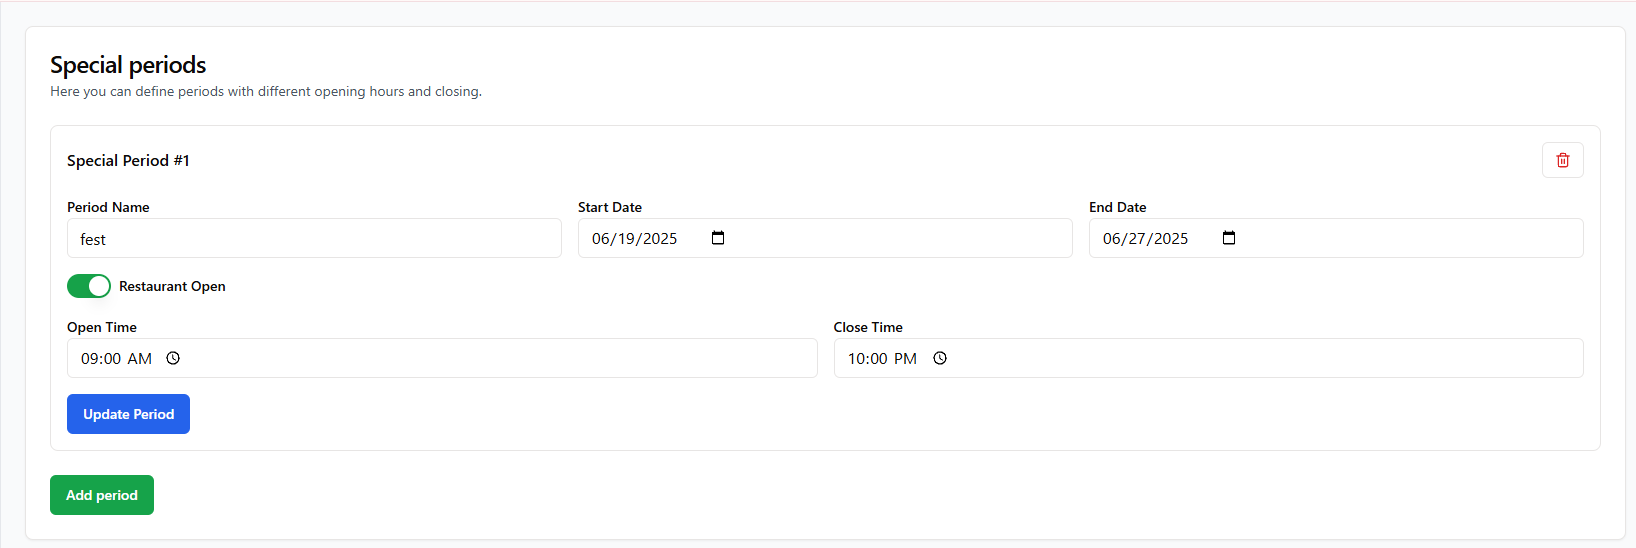 Special periods
Here you can define periods with different opening hours and closing.
Special Period #1
Period Name
Start Date
End Date
fest
06/19/2025
06/27/2025
Restaurant Open
Open Time
Close Time
09:00 AM
10:00 PM
Update Period
Add period